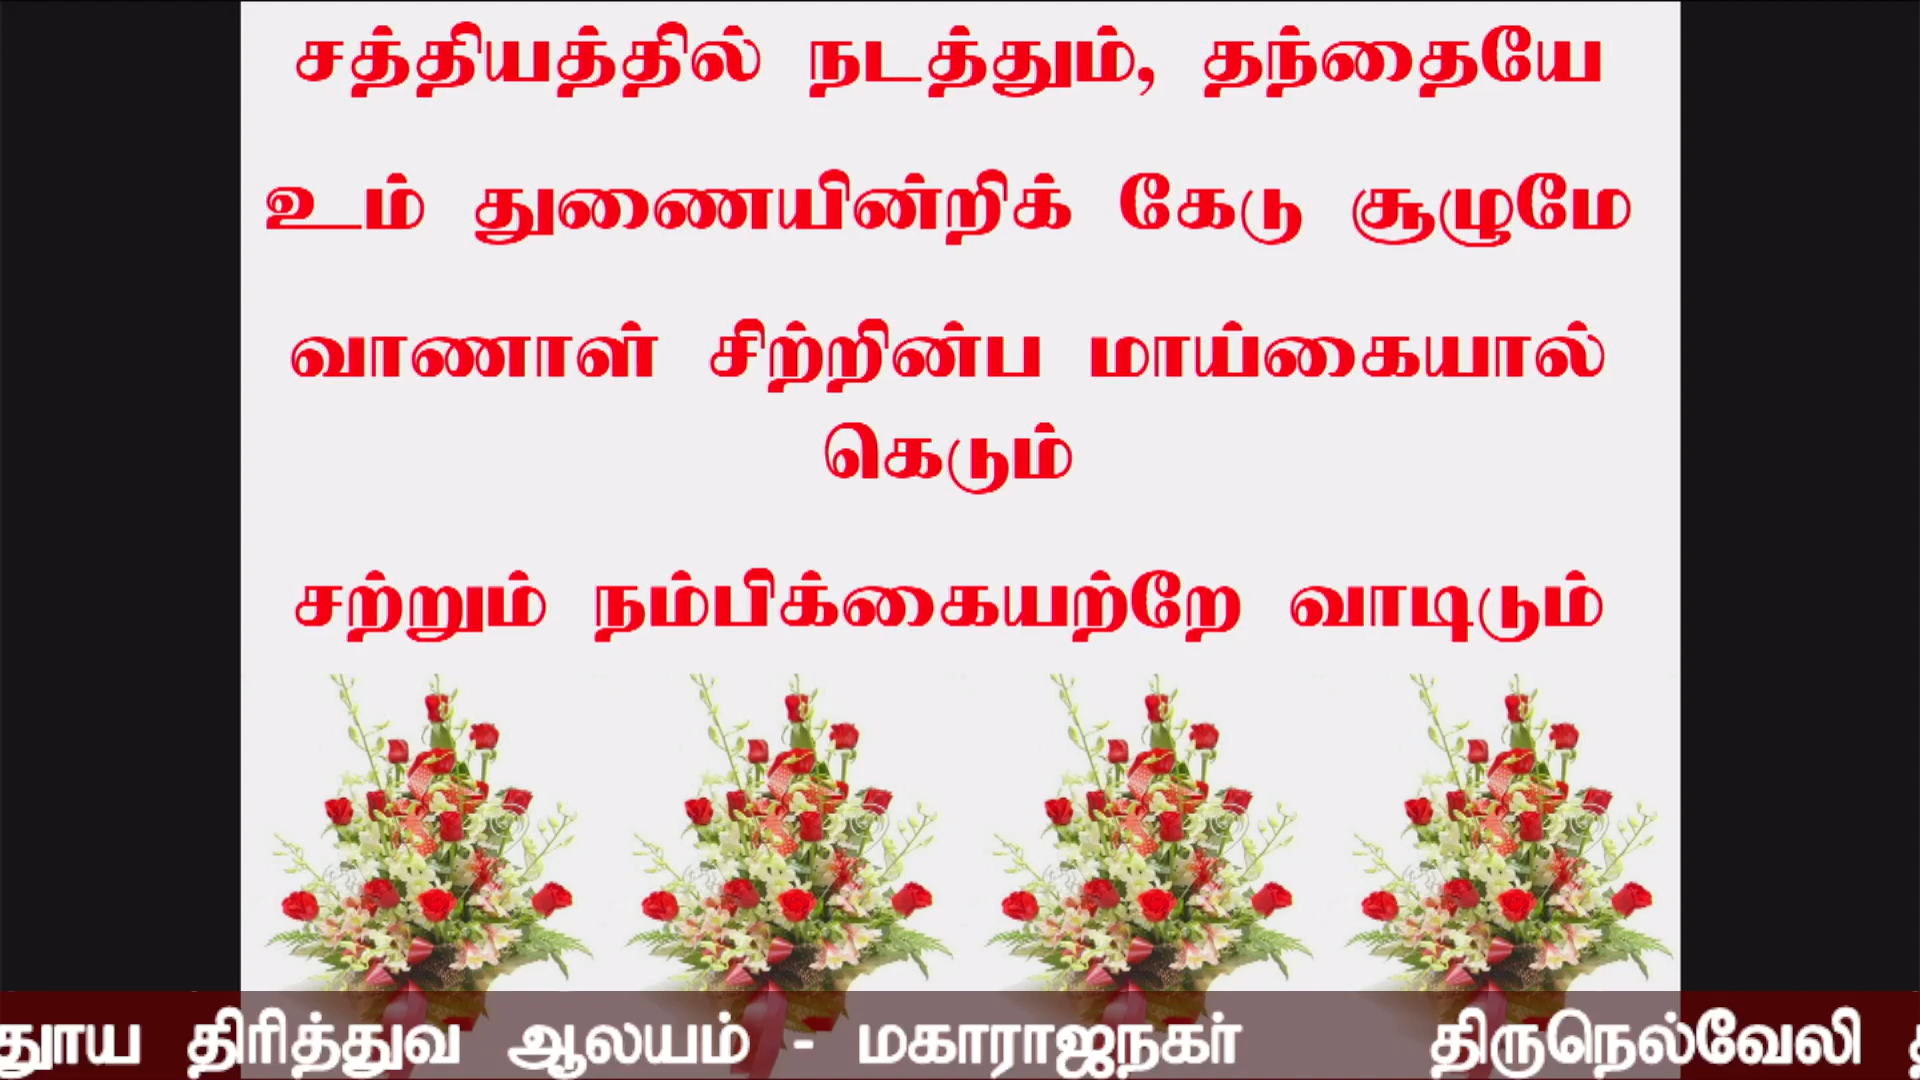 சத்தியத்தில் நடத்தும், தந்தையே
உம் துணையின்றிக் கேடு சூழுமே
வாணாள் சிற்றின்ப மாய்கையால்
கெடும்
சற்றும் நம்பிக்கையற்றே வாடிடும்
தூய திரித்துவ ஆலயம் - மகாராஜநகர் திருநெல்வேலி